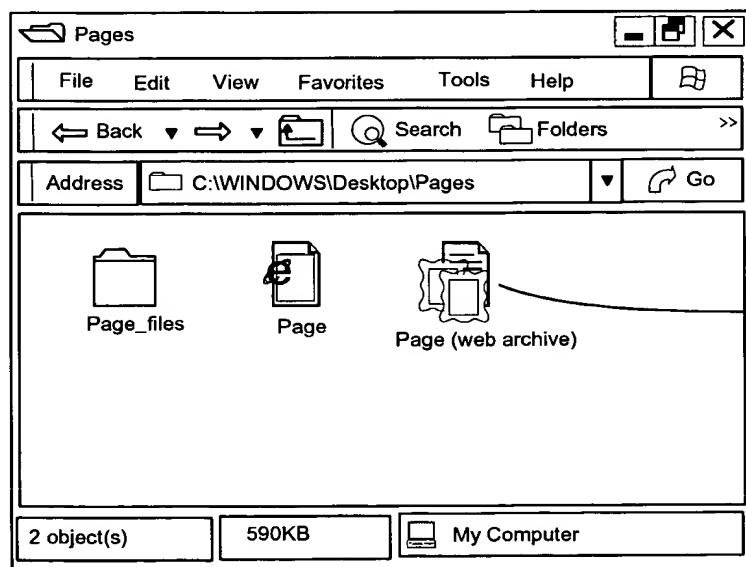 Pages
File Edit View Favorites Tools Help
Back Search Folders >>
Address C:\WINDOWS\Desktop\Pages Go
Page_files Page Page (web archive)
2 object(s) 590KB My Computer